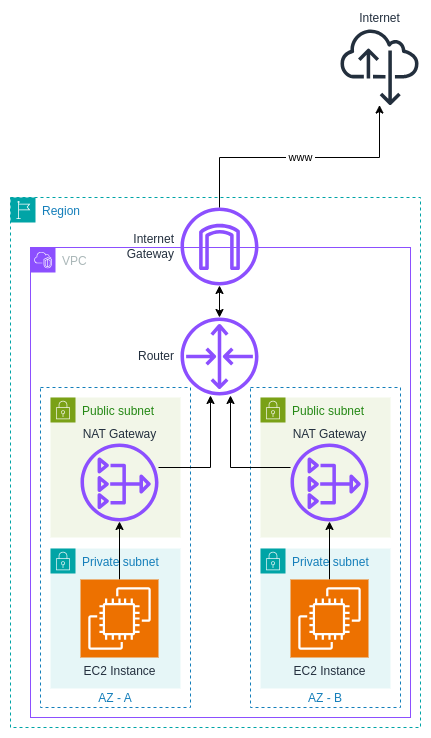 Internet
www
Region
Internet
Gateway
VPC
Router
Public subnet
NAT Gateway
Private subnet
EC2 Instance
AZ - A
Public subnet
NAT Gateway
Private subnet
EC2 Instance
AZ - B